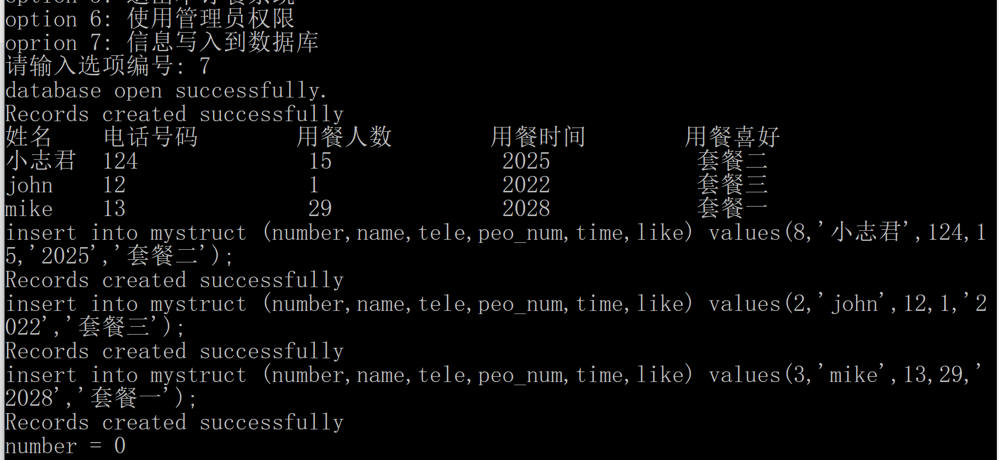 option 6: 使用管理员权限
oprion 7: 信息写入到数据库
请输入选项编号: 7
database open successfully.
Records created successfully
姓名 电话号码 用餐人数 用餐时间 用餐喜好
小志君 124 15 2025 套餐二
john 12 1 2022 套餐三
mike 13 29 2028 套餐一
insert into mystruct (number,name,tele,peo_num,time,like) values(8,'小志君',124,1
5,'2025','套餐二');
Records created successfully
insert into mystruct (number,name,tele,peo_num,time,like) values(2,'john',12,1,'2
022','套餐三');
Records created successfully
insert into mystruct (number,name,tele,peo_num,time,like) values(3,'mike',13,29,'
2028','套餐一');
Records created successfully
number = 0